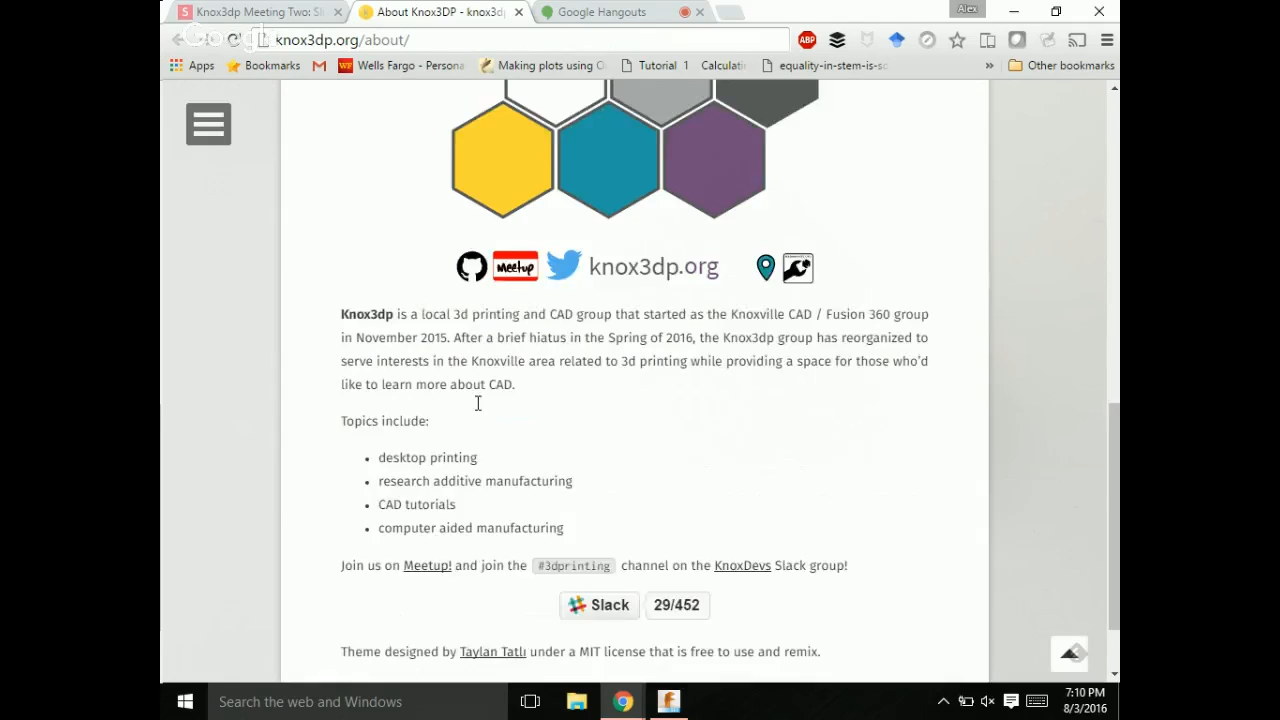 Knox3dp Meeting Two: Sl
About Knox3DP - knox3d
Google Hangouts
Alex
knox3dp.org/about/
ABP
Apps
Bookmarks
Wells Fargo - Persona
Making plots using O
Tutorial 1 Calculati
equality-in-stem-is-so
»
Other bookmarks
Meetup
knox3dp.org
Knox3dp is a local 3d printing and CAD group that started as the Knoxville CAD / Fusion 360 group
in November 2015. After a brief hiatus in the Spring of 2016, the Knox3dp group has reorganized to
serve interests in the Knoxville area related to 3d printing while providing a space for those who'd
like to learn more about CAD.
Topics include:
• desktop printing
• research additive manufacturing
• CAD tutorials
• computer aided manufacturing
Join us on Meetup! and join the #3dprinting channel on the KnoxDevs Slack group!
Slack 29/452
Theme designed by Taylan Tatlı under a MIT license that is free to use and remix.
Search the web and Windows
7:10 PM
8/3/2016